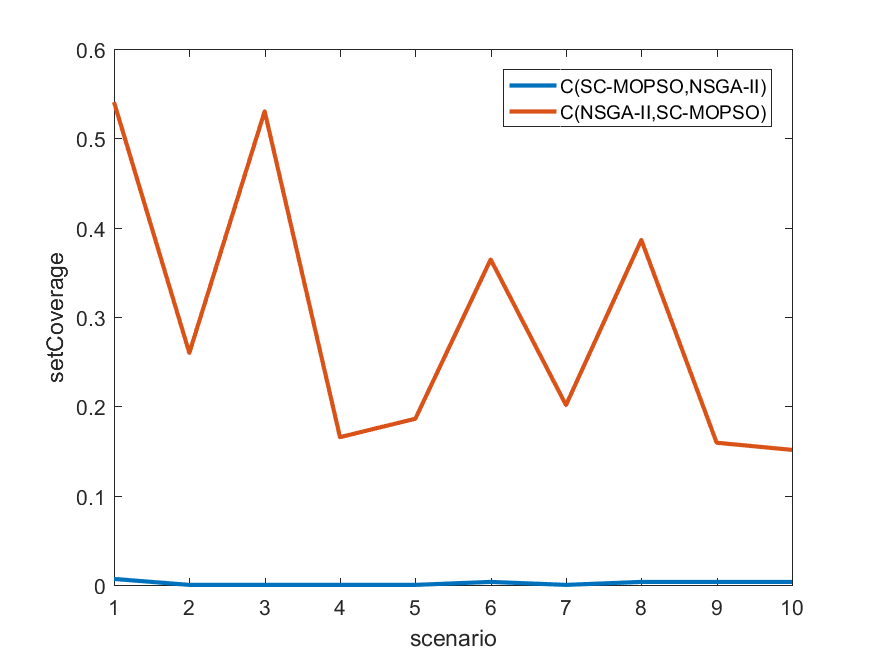 C(SC-MOPSO,NSGA-II)
C(NSGA-II,SC-MOPSO)
0.6
0.5
0.4
0.3
0.2
0.1
0
setCoverage
1 2 3 4 5 6 7 8 9 10
scenario